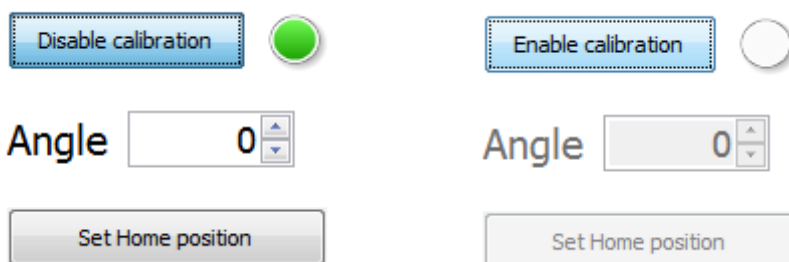 Disable calibration
Angle 0
Set Home position
Enable calibration
Angle 0
Set Home position